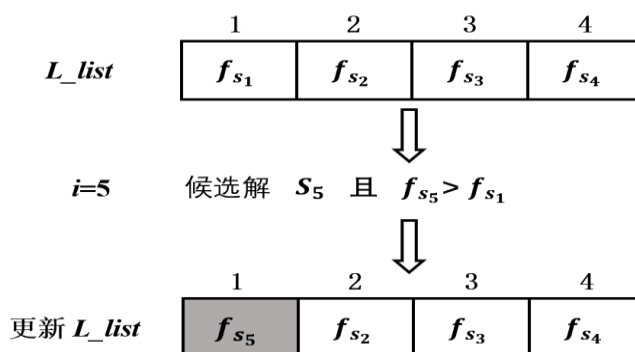 1 2 3 4
L_list f_{s_1} f_{s_2} f_{s_3} f_{s_4}
i=5 候选解 S_5 且 f_{s_5} > f_{s_1}
1 2 3 4
更新 L_list f_{s_5} f_{s_2} f_{s_3} f_{s_4}